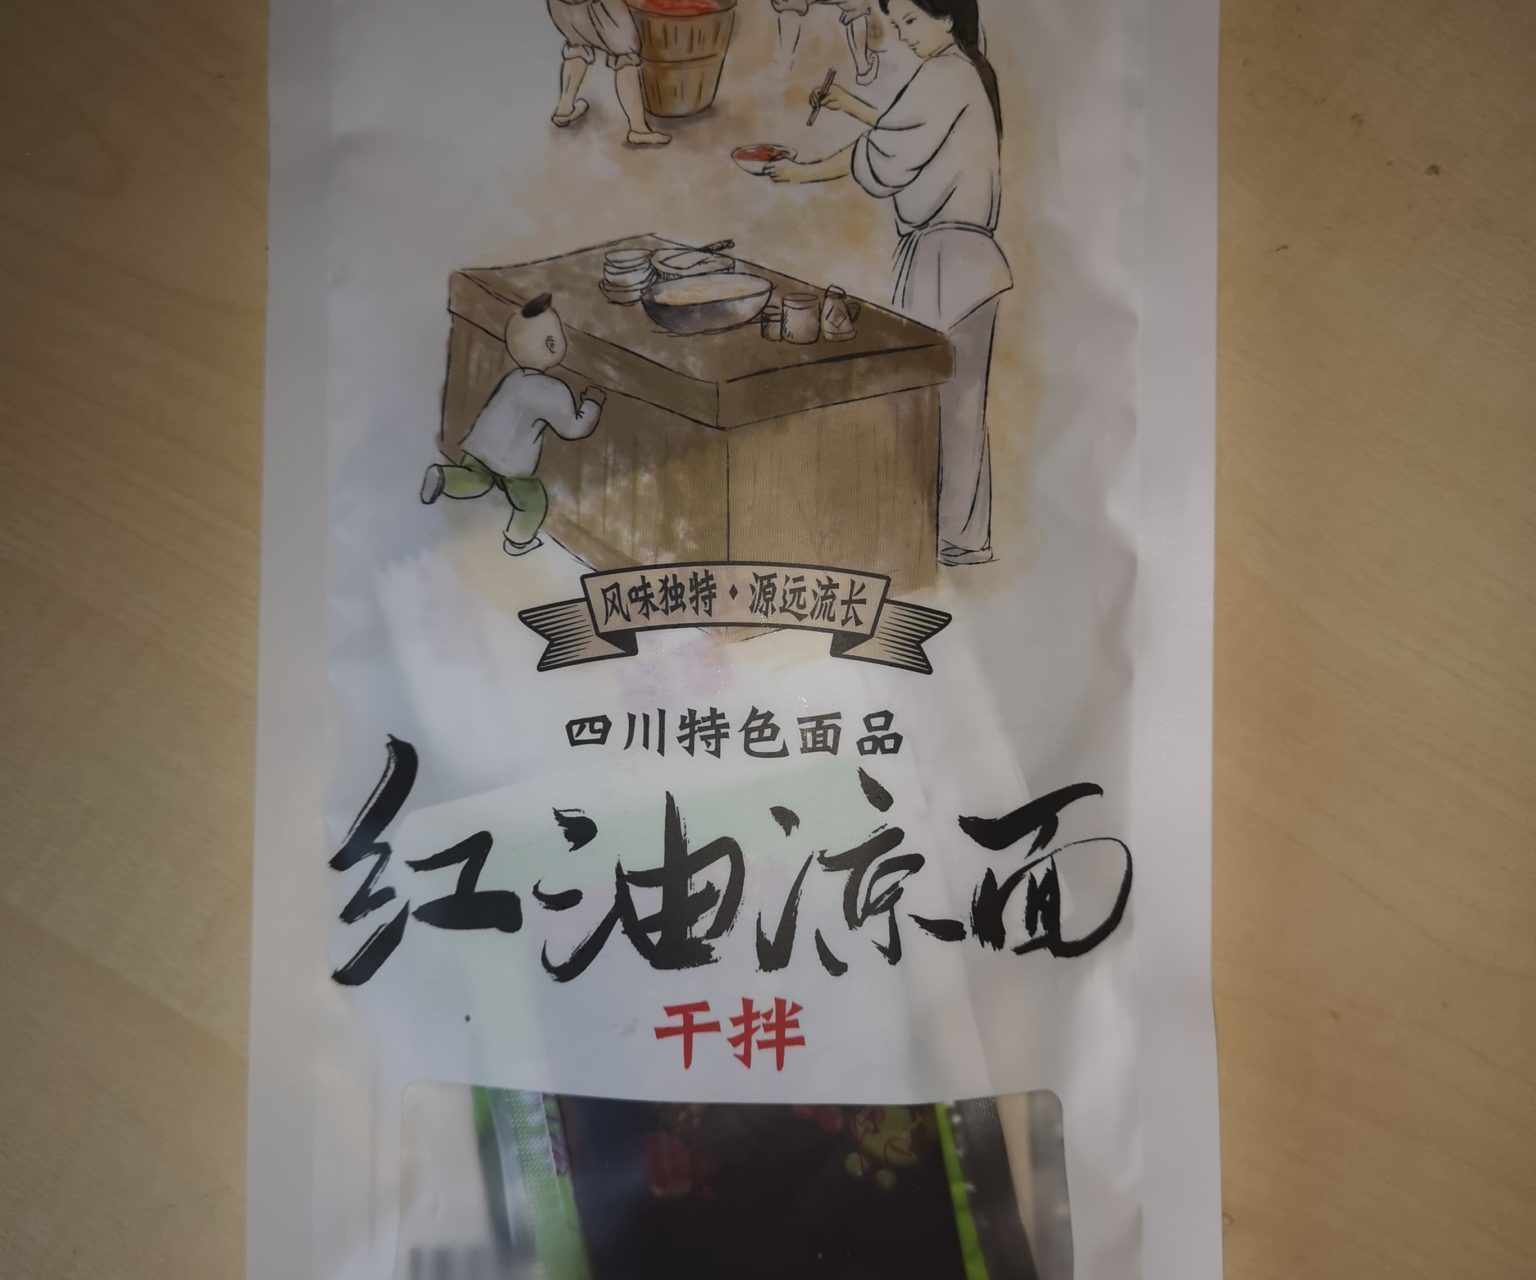 风味独特·源远流长
四川特色面品
红油凉面
干拌